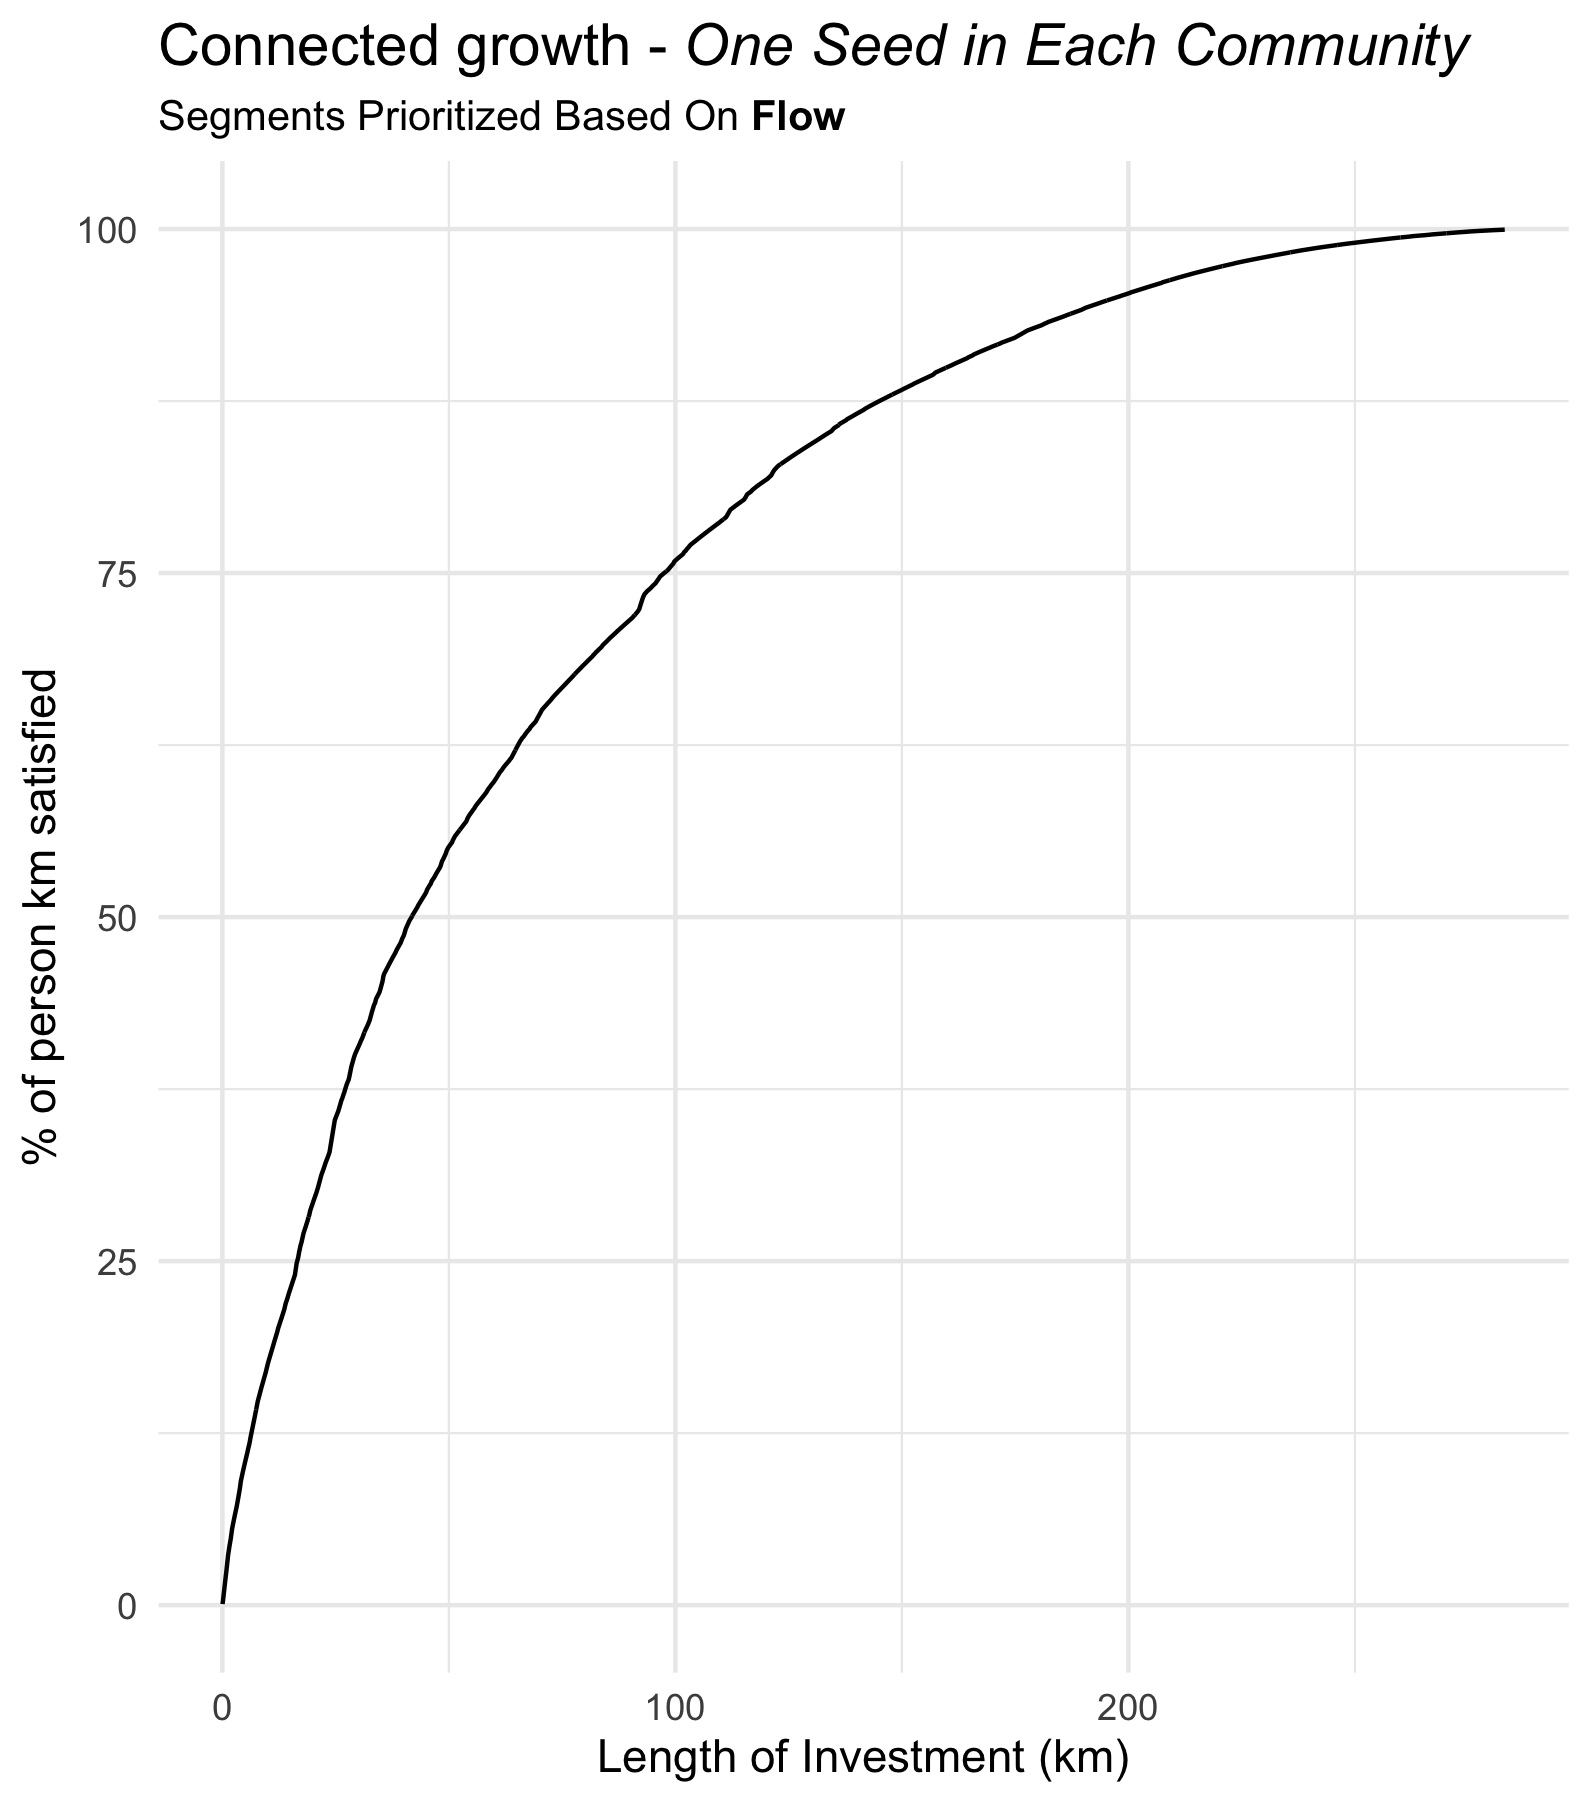 Connected growth - One Seed in Each Community
Segments Prioritized Based On Flow
% of person km satisfied
100
75
50
25
0
0
100
200
Length of Investment (km)